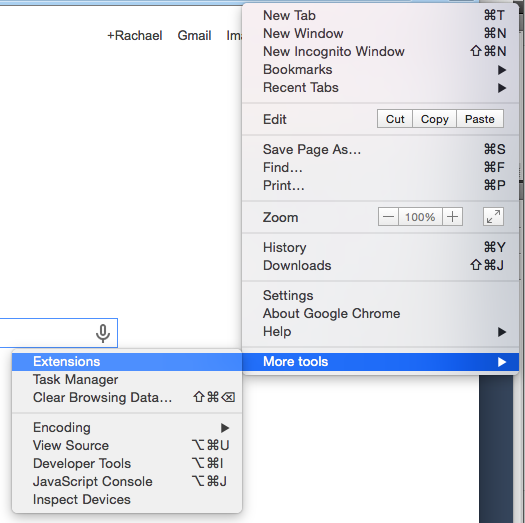 +Rachael Gmail Ima
New Tab ⌘T
New Window ⌘N
New Incognito Window ⇧⌘N
Bookmarks ▶
Recent Tabs ▶
Edit Cut Copy Paste
Save Page As… ⌘S
Find… ⌘F
Print… ⌘P
Zoom − 100% +
History ⌘Y
Downloads ⇧⌘J
Settings
About Google Chrome
Help ▶
More tools ▶
Extensions
Task Manager
Clear Browsing Data… ⇧⌘⌫
Encoding ▶
View Source ⌥⌘U
Developer Tools ⌥⌘I
JavaScript Console ⌥⌘J
Inspect Devices